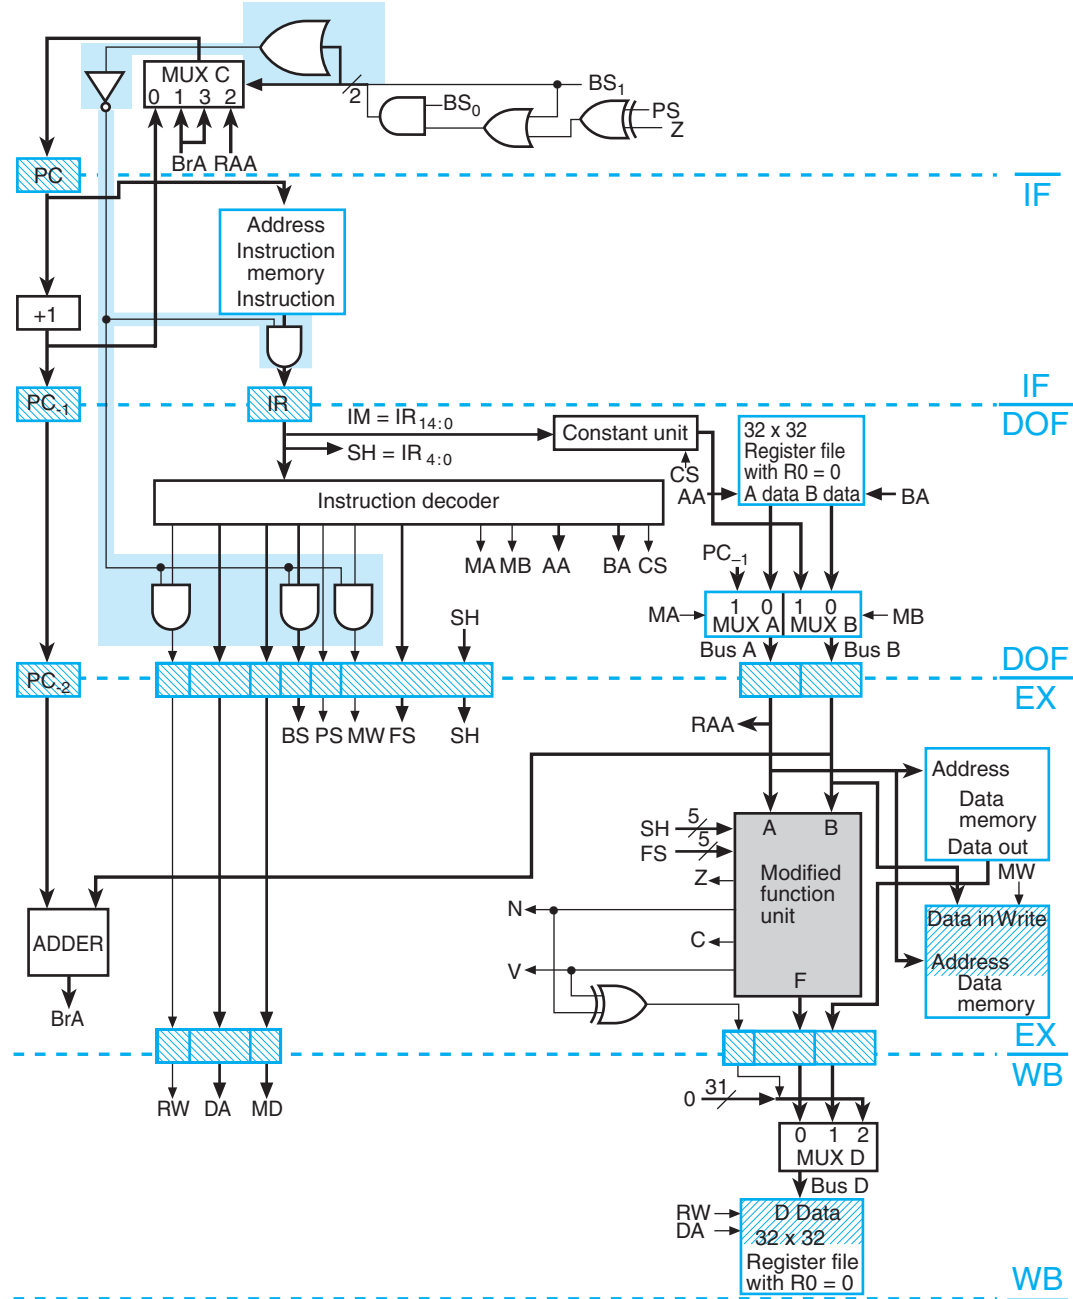 MUX C
0 1 3 2
2
BS1
BS0
PS
Z
BrA RAA
PC
IF
Address
Instruction
memory
Instruction
+1
PC-1
IR
IF
DOF
IM = IR14:0
SH = IR4:0
Constant unit
CS
32 x 32
Register file
with R0 = 0
A data B data
AA
BA
Instruction decoder
MA MB AA BA CS
PC–1
SH
1 0 1 0
MUX A MUX B
MA
MB
Bus A
Bus B
PC-2
DOF
EX
BS PS MW FS SH
RAA
Address
Data
memory
Data out
MW
SH 5
FS 5
A B
Modified
function
unit
Z
N
C
V
F
Data in Write
Address
Data
memory
ADDER
BrA
EX
WB
RW DA MD
0 31
0 1 2
MUX D
Bus D
RW
DA
D Data
32 x 32
Register file
with R0 = 0
WB